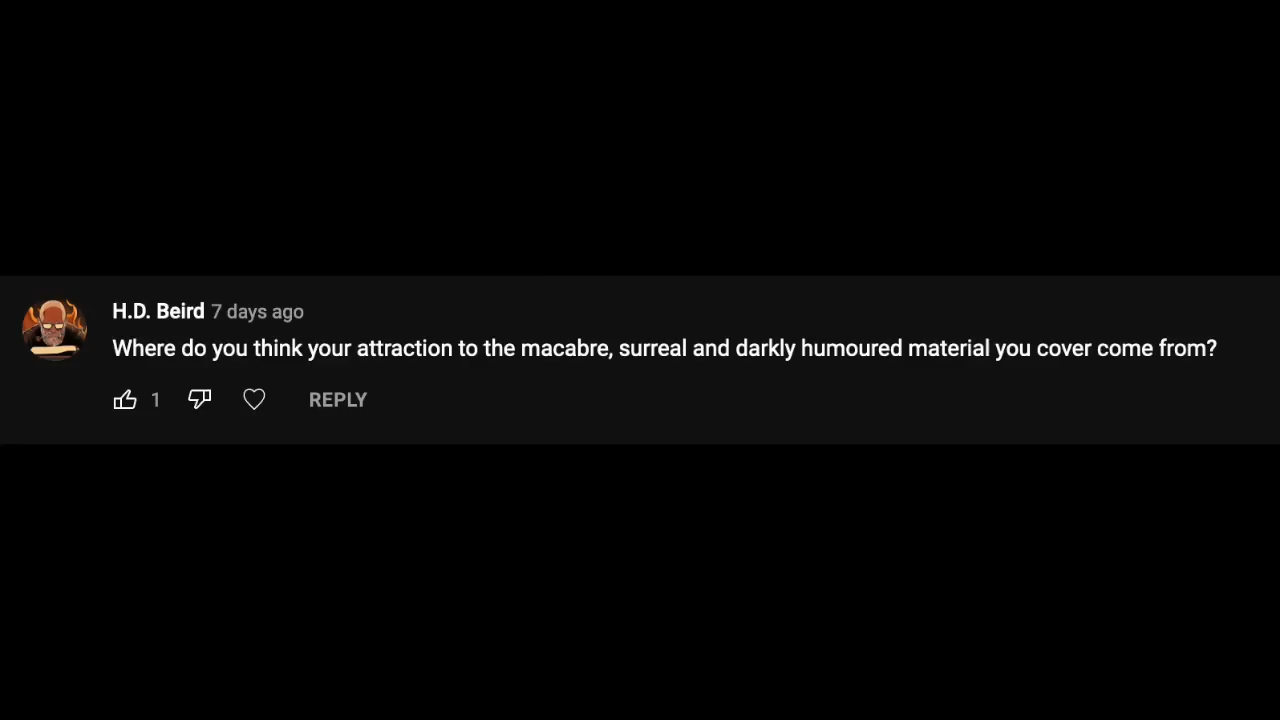 H.D. Beird 7 days ago
Where do you think your attraction to the macabre, surreal and darkly humoured material you cover come from?
1 REPLY